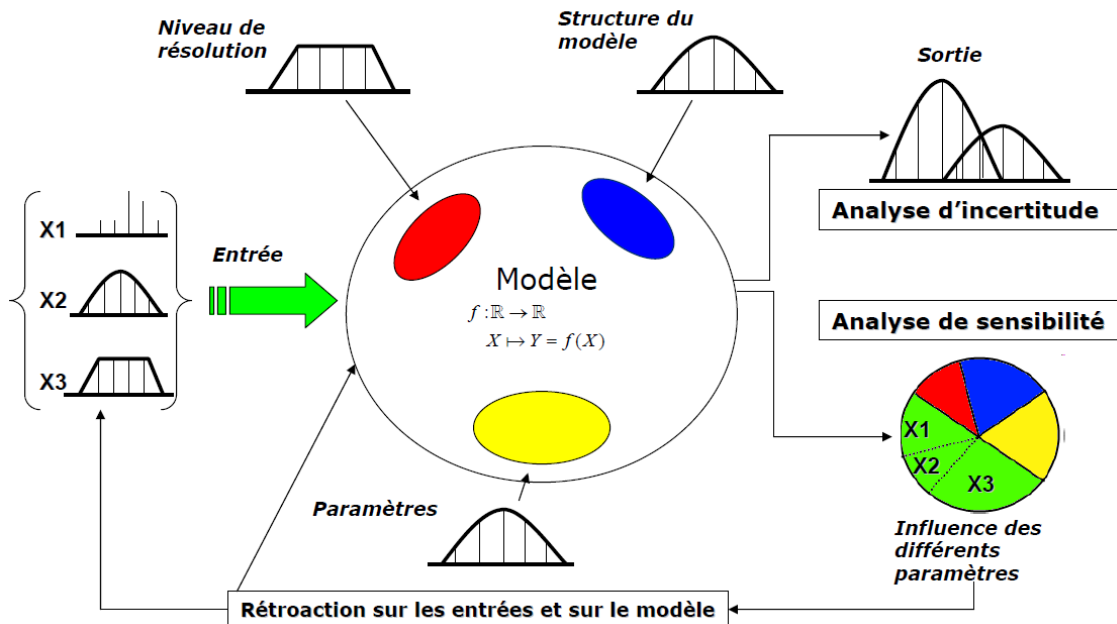 Niveau de
résolution
Structure du
modèle
Sortie
X1
X2
X3
Entrée
Modèle
f : ℝ → ℝ
X ↦ Y = f(X)
Paramètres
Analyse d'incertitude
Analyse de sensibilité
X1
X2
X3
Influence des
différents
paramètres
Rétroaction sur les entrées et sur le modèle